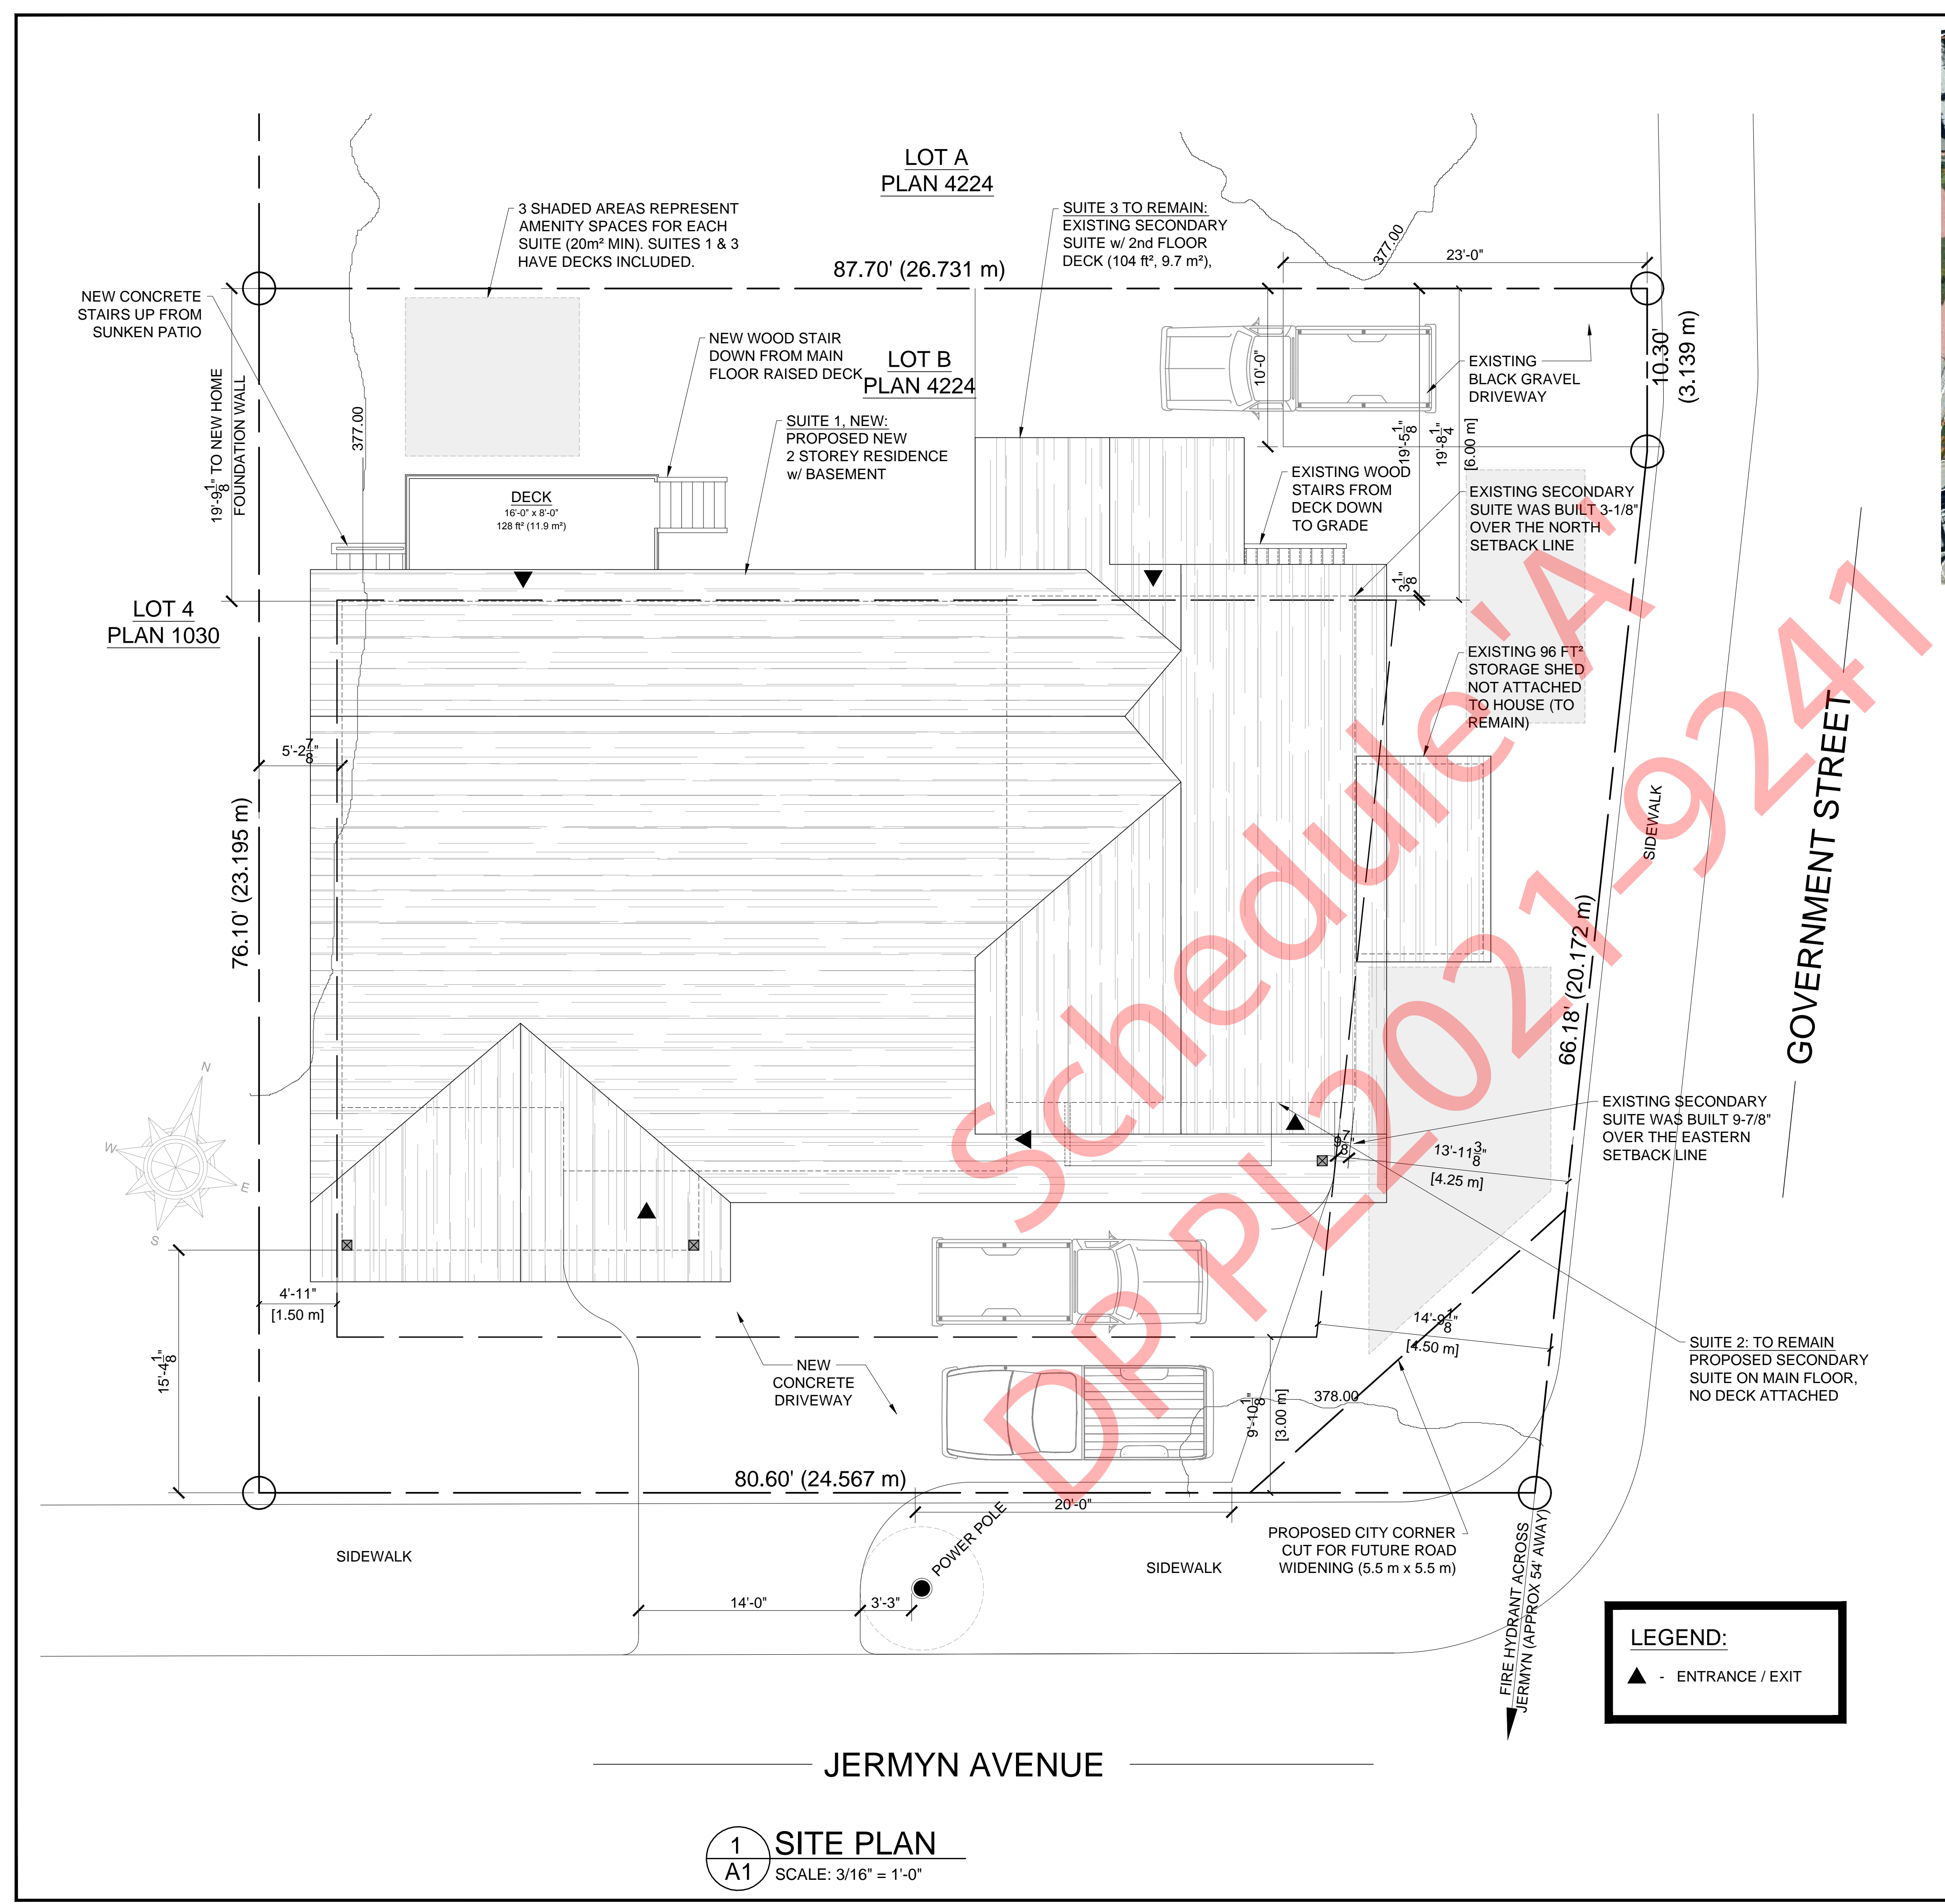 LOT A
PLAN 4224
3 SHADED AREAS REPRESENT
AMENITY SPACES FOR EACH
SUITE (20m² MIN). SUITES 1 & 3
HAVE DECKS INCLUDED.
SUITE 3 TO REMAIN:
EXISTING SECONDARY
SUITE w/ 2nd FLOOR
DECK (104 ft², 9.7 m²),
377.00
23'-0"
87.70' (26.731 m)
NEW CONCRETE
STAIRS UP FROM
SUNKEN PATIO
NEW WOOD STAIR
DOWN FROM MAIN
FLOOR RAISED DECK
LOT B
PLAN 4224
10'-0"
EXISTING
BLACK GRAVEL
DRIVEWAY
10.30'
(3.139 m)
19'-9 1/8" TO NEW HOME
FOUNDATION WALL
377.00
SUITE 1, NEW:
PROPOSED NEW
2 STOREY RESIDENCE
w/ BASEMENT
19'-5 1/8"
19'-8 1/4"
[6.00 m]
DECK
16'-0" x 8'-0"
128 ft² (11.9 m²)
EXISTING WOOD
STAIRS FROM
DECK DOWN
TO GRADE
EXISTING SECONDARY
SUITE WAS BUILT 3-1/8"
OVER THE NORTH
SETBACK LINE
3 1/8"
LOT 4
PLAN 1030
EXISTING 96 FT²
STORAGE SHED
NOT ATTACHED
TO HOUSE (TO
REMAIN)
5'-2 7/8"
76.10' (23.195 m)
SIDEWALK
GOVERNMENT STREET
66.18' (20.172 m)
Schedule 'A'
DP PL2021-9241
N
W
E
S
EXISTING SECONDARY
SUITE WAS BUILT 9-7/8"
OVER THE EASTERN
SETBACK LINE
9 7/8"
13'-11 3/8"
[4.25 m]
4'-11"
[1.50 m]
15'-4 1/8"
14'-9 1/8"
[4.50 m]
SUITE 2: TO REMAIN
PROPOSED SECONDARY
SUITE ON MAIN FLOOR,
NO DECK ATTACHED
NEW
CONCRETE
DRIVEWAY
9'-10 1/8"
[3.00 m]
378.00
80.60' (24.567 m)
20'-0"
POWER POLE
SIDEWALK
SIDEWALK
PROPOSED CITY CORNER
CUT FOR FUTURE ROAD
WIDENING (5.5 m x 5.5 m)
14'-0"
3'-3"
FIRE HYDRANT ACROSS
JERMYN (APPROX 54' AWAY)
LEGEND:
- ENTRANCE / EXIT
JERMYN AVENUE
1
A1
SITE PLAN
SCALE: 3/16" = 1'-0"